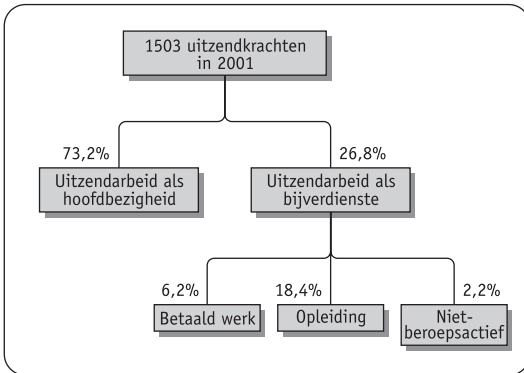 1503 uitzendkrachten
in 2001
73,2%
26,8%
Uitzendarbeid als
hoofdbezigheid
Uitzendarbeid als
bijverdienste
6,2%
18,4%
2,2%
Betaald werk
Opleiding
Niet-
beroepsactief